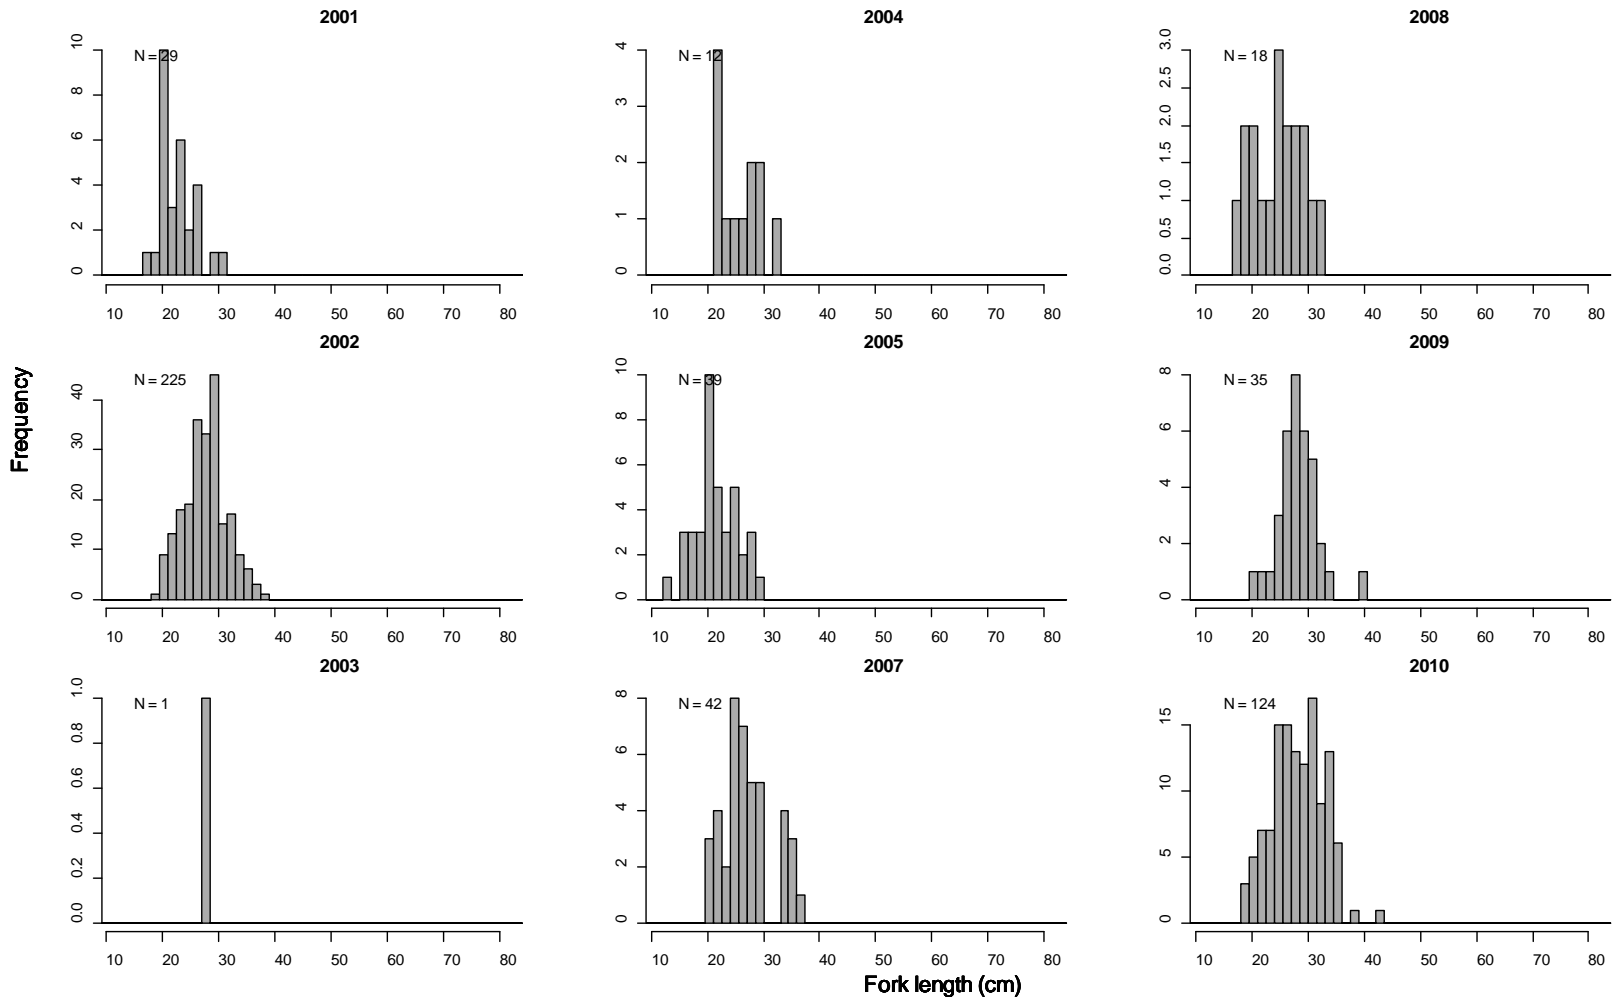 2001
2004
2008
N = 29
N = 12
N = 18
0 2 4 6 8 10
0 1 2 3 4
0.0 0.5 1.0 1.5 2.0 2.5 3.0
10 20 30 40 50 60 70 80
10 20 30 40 50 60 70 80
10 20 30 40 50 60 70 80
2002
2005
2009
N = 225
N = 39
N = 35
0 10 20 30 40
0 2 4 6 8 10
0 2 4 6 8
Frequency
10 20 30 40 50 60 70 80
10 20 30 40 50 60 70 80
10 20 30 40 50 60 70 80
2003
2007
2010
N = 1
N = 42
N = 124
0.0 0.2 0.4 0.6 0.8 1.0
0 2 4 6 8
0 5 10 15
10 20 30 40 50 60 70 80
10 20 30 40 50 60 70 80
10 20 30 40 50 60 70 80
Fork length (cm)